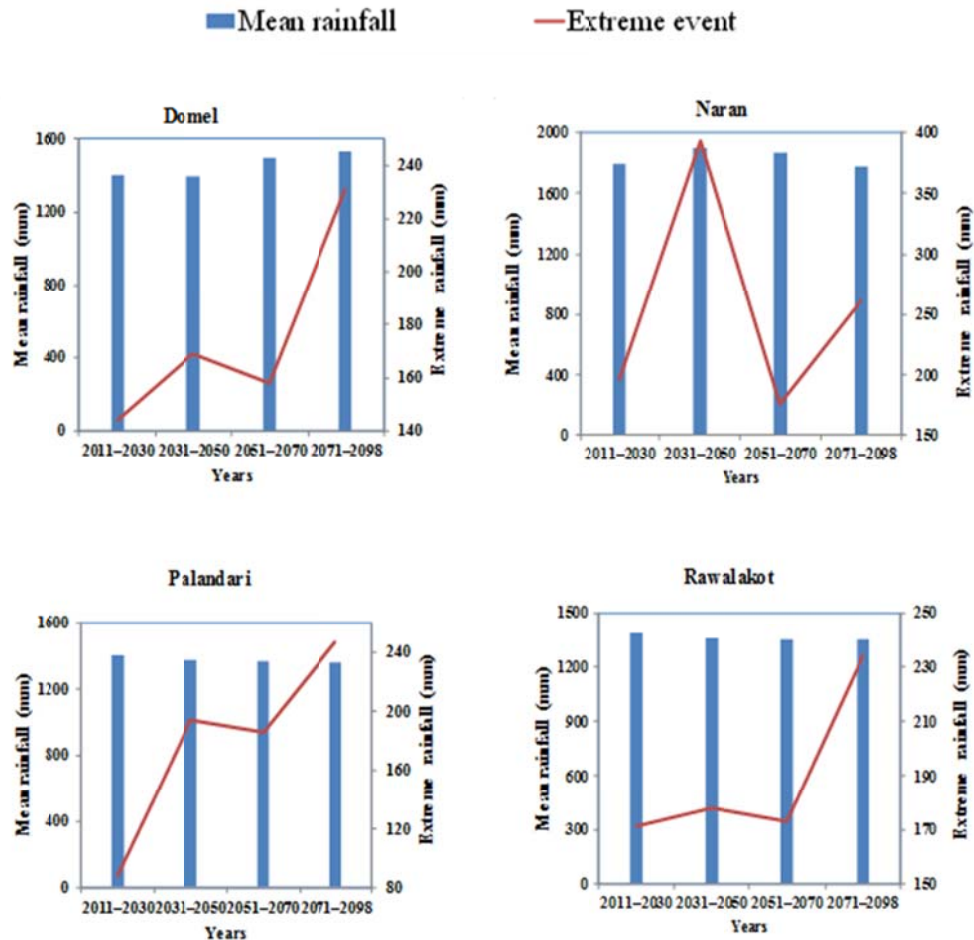 Mean rainfall Extreme event
Domel
1600
1200
800
400
0
Mean rainfall (mm)
240
220
200
180
160
140
Extreme rainfall (mm)
2011–2030 2031–2050 2051–2070 2071–2098
Years
Naran
2000
1600
1200
800
400
0
Mean rainfall (mm)
400
350
300
250
200
150
Extreme rainfall (mm)
2011–2030 2031–2050 2051–2070 2071–2098
Years
Palandari
1600
1200
800
400
0
Mean rainfall (mm)
240
200
160
120
80
Extreme rainfall (mm)
2011–2030 2031–2050 2051–2070 2071–2098
Years
Rawalakot
1500
1200
900
600
300
0
Mean rainfall (mm)
250
230
210
190
170
150
Extreme rainfall (mm)
2011–2030 2031–2050 2051–2070 2071–2098
Years